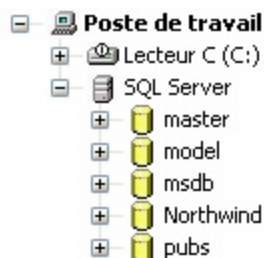 Poste de travail
Lecteur C (C:)
SQL Server
master
model
msdb
Northwind
pubs